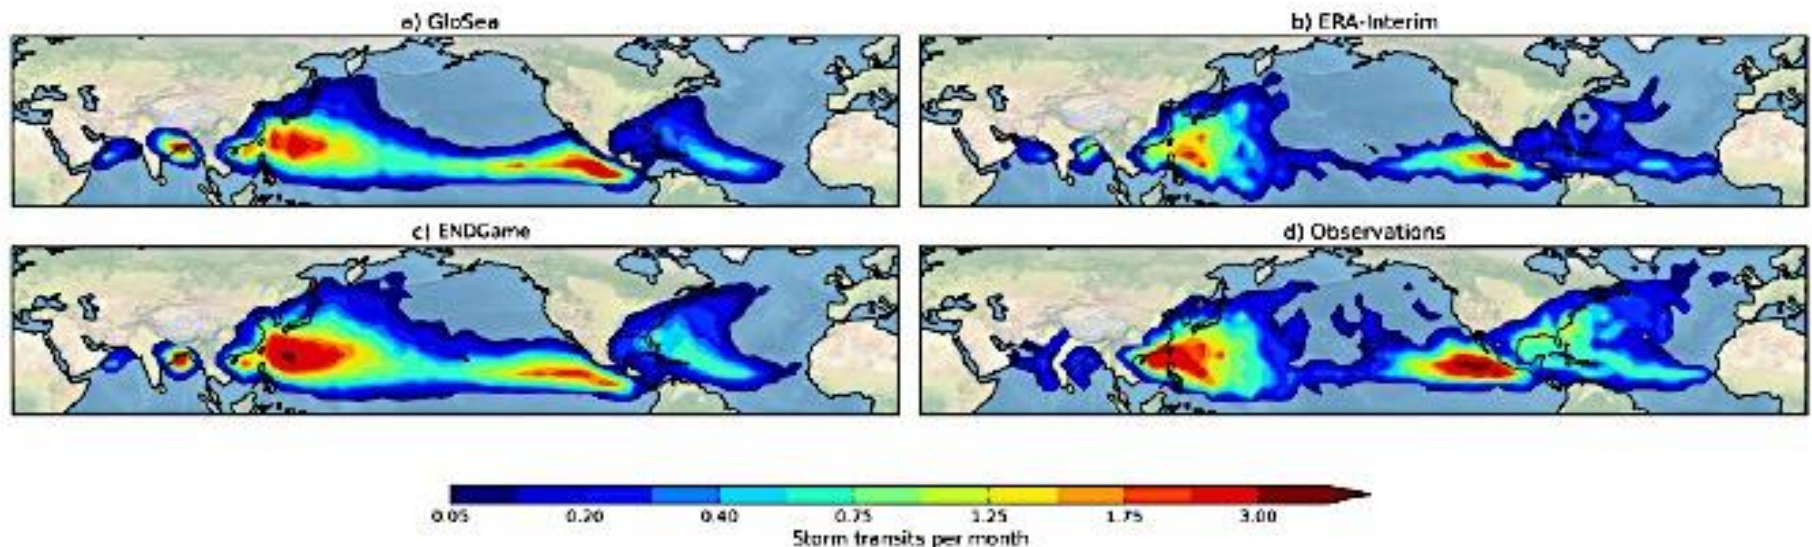 a) GloSea
b) ERA-Interim
c) ENDGame
d) Observations
0.05 0.20 0.40 0.75 1.25 1.75 3.00
Storm transits per month